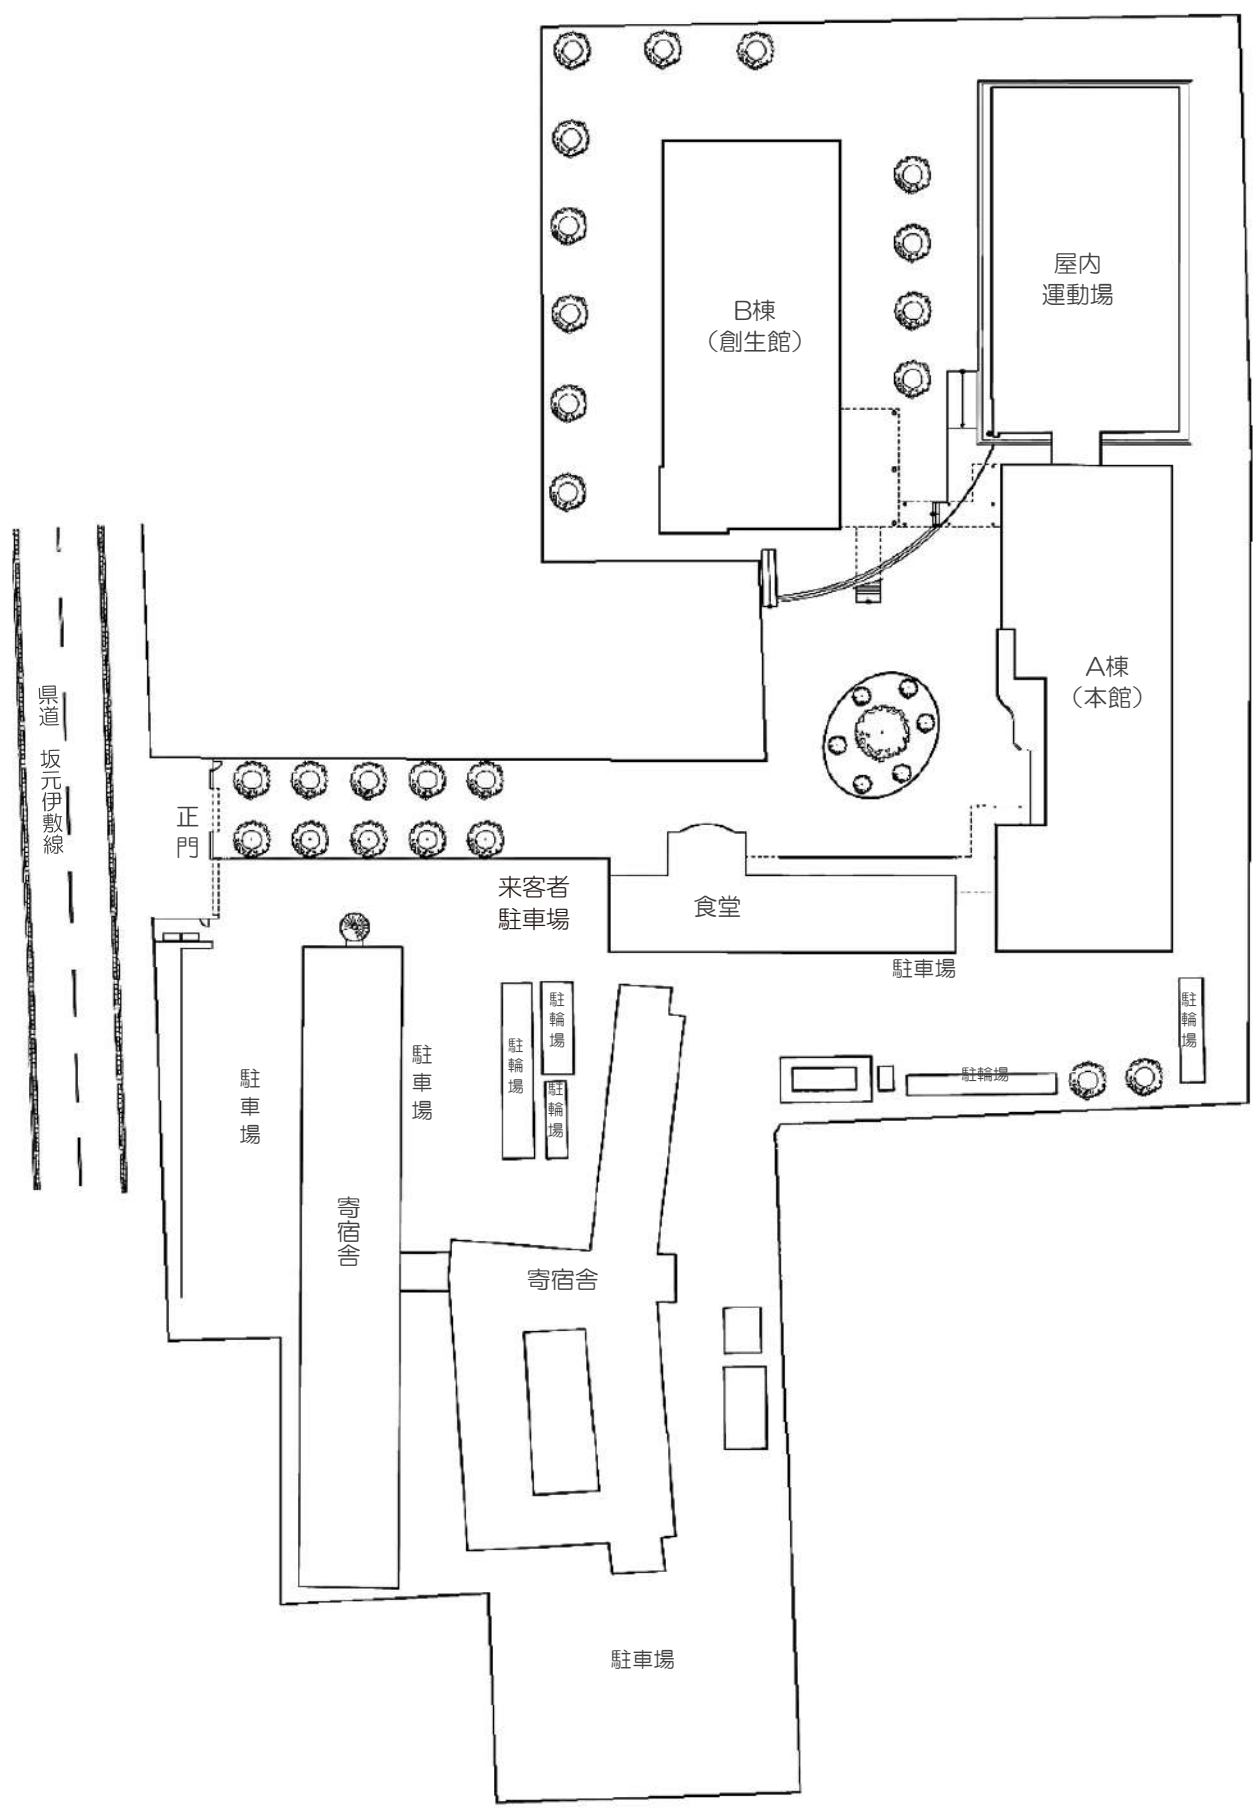 屋内
運動場
B棟
（創生館）
A棟
（本館）
県道 坂元伊敷線
正門
来客者
駐車場
食堂
駐車場
駐輪場
駐輪場
駐輪場
駐輪場
駐輪場
駐車場
駐車場
寄宿舎
寄宿舎
駐車場